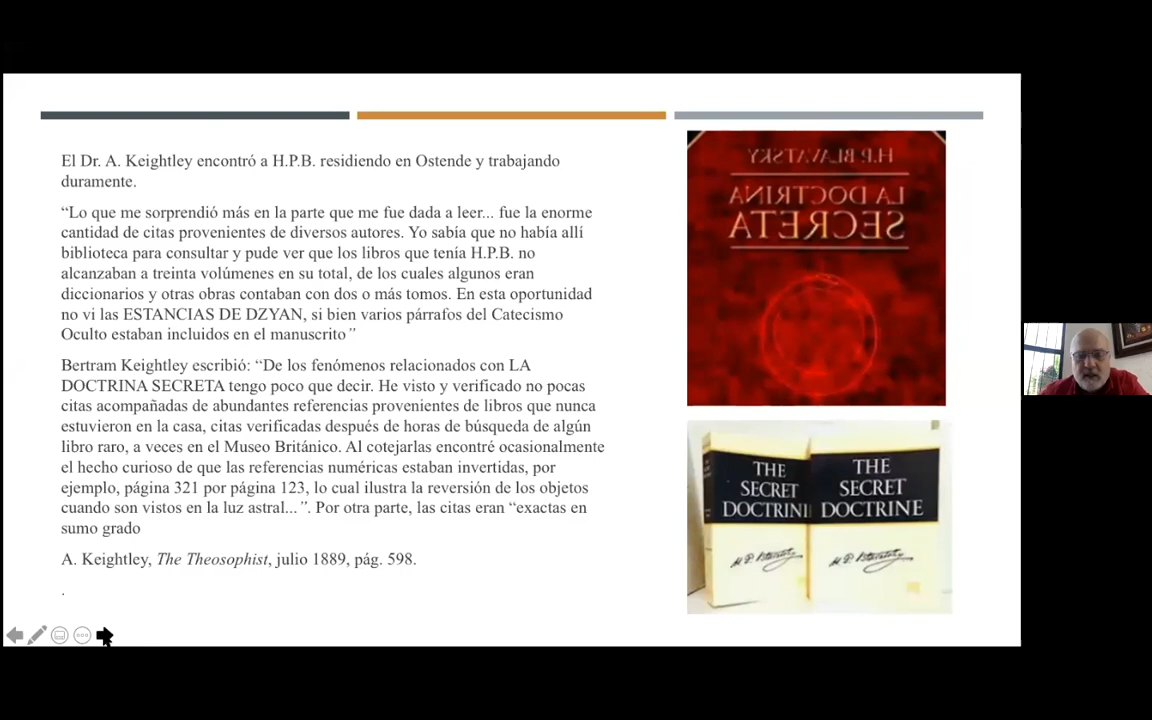 El Dr. A. Keightley encontró a H.P.B. residiendo en Ostende y trabajando
duramente.
“Lo que me sorprendió más en la parte que me fue dada a leer... fue la enorme
cantidad de citas provenientes de diversos autores. Yo sabía que no había allí
biblioteca para consultar y pude ver que los libros que tenía H.P.B. no
alcanzaban a treinta volúmenes en su total, de los cuales algunos eran
diccionarios y otras obras contaban con dos o más tomos. En esta oportunidad
no vi las ESTANCIAS DE DZYAN, si bien varios párrafos del Catecismo
Oculto estaban incluidos en el manuscrito”
Bertram Keightley escribió: “De los fenómenos relacionados con LA
DOCTRINA SECRETA tengo poco que decir. He visto y verificado no pocas
citas acompañadas de abundantes referencias provenientes de libros que nunca
estuvieron en la casa, citas verificadas después de horas de búsqueda de algún
libro raro, a veces en el Museo Británico. Al cotejarlas encontré ocasionalmente
el hecho curioso de que las referencias numéricas estaban invertidas, por
ejemplo, página 321 por página 123, lo cual ilustra la reversión de los objetos
cuando son vistos en la luz astral...”. Por otra parte, las citas eran “exactas en
sumo grado
A. Keightley, The Theosophist, julio 1889, pág. 598.
.
H.P. BLAVATSKY
LA DOCTRINA
SECRETA
THE
SECRET
DOCTRINE
H. P. Blavatsky
THE
SECRET
DOCTRINE
H. P. Blavatsky